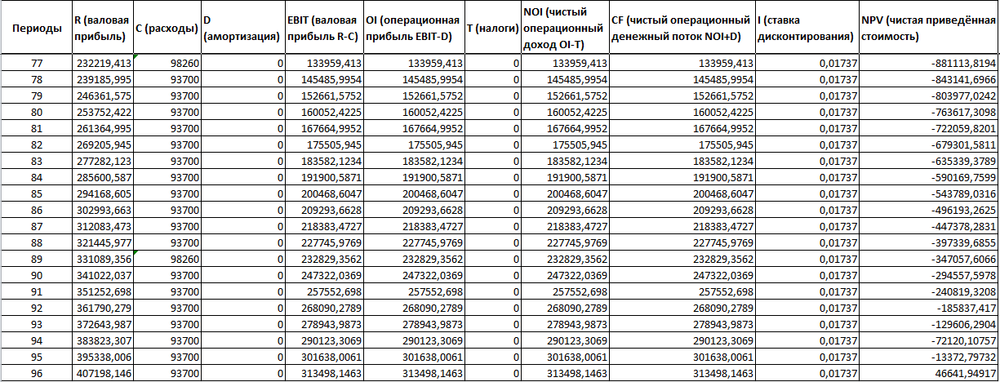 Периоды R (валовая прибыль) C (расходы) D (амортизация) EBIT (валовая прибыль R-C) OI (операционная прибыль EBIT-D) T (налоги) NOI (чистый операционный доход OI-T) CF (чистый операционный денежный поток NOI+D) I (ставка дисконтирования) NPV (чистая приведённая стоимость)
77 232219,413 98260 0 133959,413 133959,413 0 133959,413 133959,413 0,01737 -881113,8194
78 239185,995 93700 0 145485,9954 145485,9954 0 145485,9954 145485,9954 0,01737 -843141,6966
79 246361,575 93700 0 152661,5752 152661,5752 0 152661,5752 152661,5752 0,01737 -803977,0242
80 253752,422 93700 0 160052,4225 160052,4225 0 160052,4225 160052,4225 0,01737 -763617,3098
81 261364,995 93700 0 167664,9952 167664,9952 0 167664,9952 167664,9952 0,01737 -722059,8201
82 269205,945 93700 0 175505,945 175505,945 0 175505,945 175505,945 0,01737 -679301,5811
83 277282,123 93700 0 183582,1234 183582,1234 0 183582,1234 183582,1234 0,01737 -635339,3789
84 285600,587 93700 0 191900,5871 191900,5871 0 191900,5871 191900,5871 0,01737 -590169,7599
85 294168,605 93700 0 200468,6047 200468,6047 0 200468,6047 200468,6047 0,01737 -543789,0316
86 302993,663 93700 0 209293,6628 209293,6628 0 209293,6628 209293,6628 0,01737 -496193,2625
87 312083,473 93700 0 218383,4727 218383,4727 0 218383,4727 218383,4727 0,01737 -447378,2831
88 321445,977 93700 0 227745,9769 227745,9769 0 227745,9769 227745,9769 0,01737 -397339,6855
89 331089,356 98260 0 232829,3562 232829,3562 0 232829,3562 232829,3562 0,01737 -347057,6066
90 341022,037 93700 0 247322,0369 247322,0369 0 247322,0369 247322,0369 0,01737 -294557,5978
91 351252,698 93700 0 257552,698 257552,698 0 257552,698 257552,698 0,01737 -240819,3208
92 361790,279 93700 0 268090,2789 268090,2789 0 268090,2789 268090,2789 0,01737 -185837,417
93 372643,987 93700 0 278943,9873 278943,9873 0 278943,9873 278943,9873 0,01737 -129606,2904
94 383823,307 93700 0 290123,3069 290123,3069 0 290123,3069 290123,3069 0,01737 -72120,10757
95 395338,006 93700 0 301638,0061 301638,0061 0 301638,0061 301638,0061 0,01737 -13372,79732
96 407198,146 93700 0 313498,1463 313498,1463 0 313498,1463 313498,1463 0,01737 46641,94917